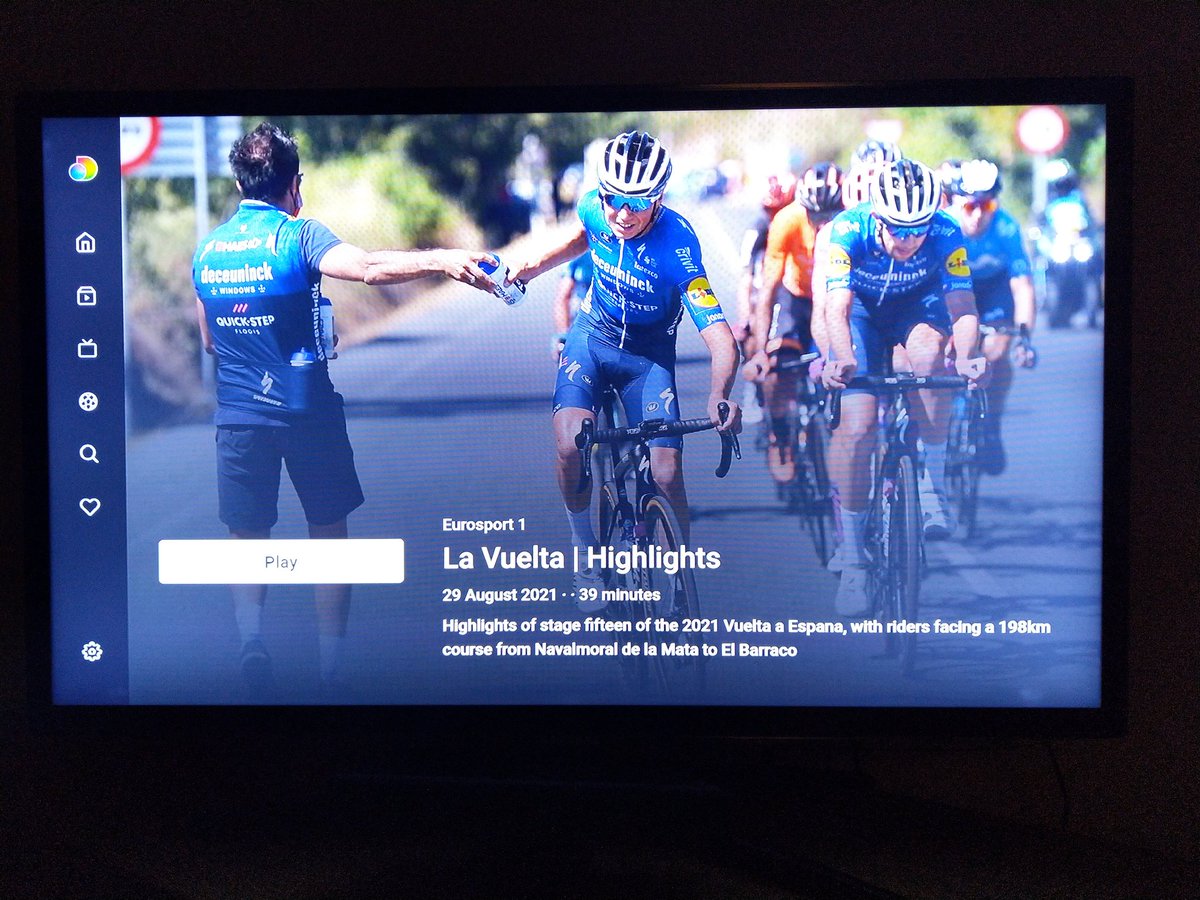 deceuninck
WINDOWS
QUICK-STEP
FLOORS
deceuninck
QUICK-STEP
LIDL
deceuninck
Play
Eurosport 1
La Vuelta | Highlights
29 August 2021 · · 39 minutes
Highlights of stage fifteen of the 2021 Vuelta a Espana, with riders facing a 198km
course from Navalmoral de la Mata to El Barraco